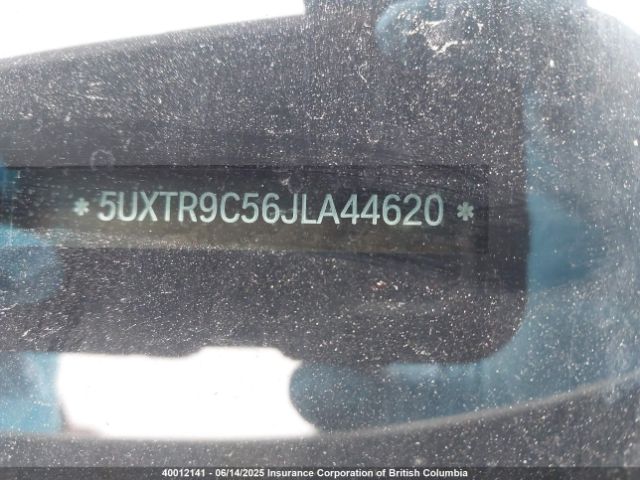 * 5UXTR9C56JLA44620 *
40012141 - 06/14/2025 Insurance Corporation of British Columbia